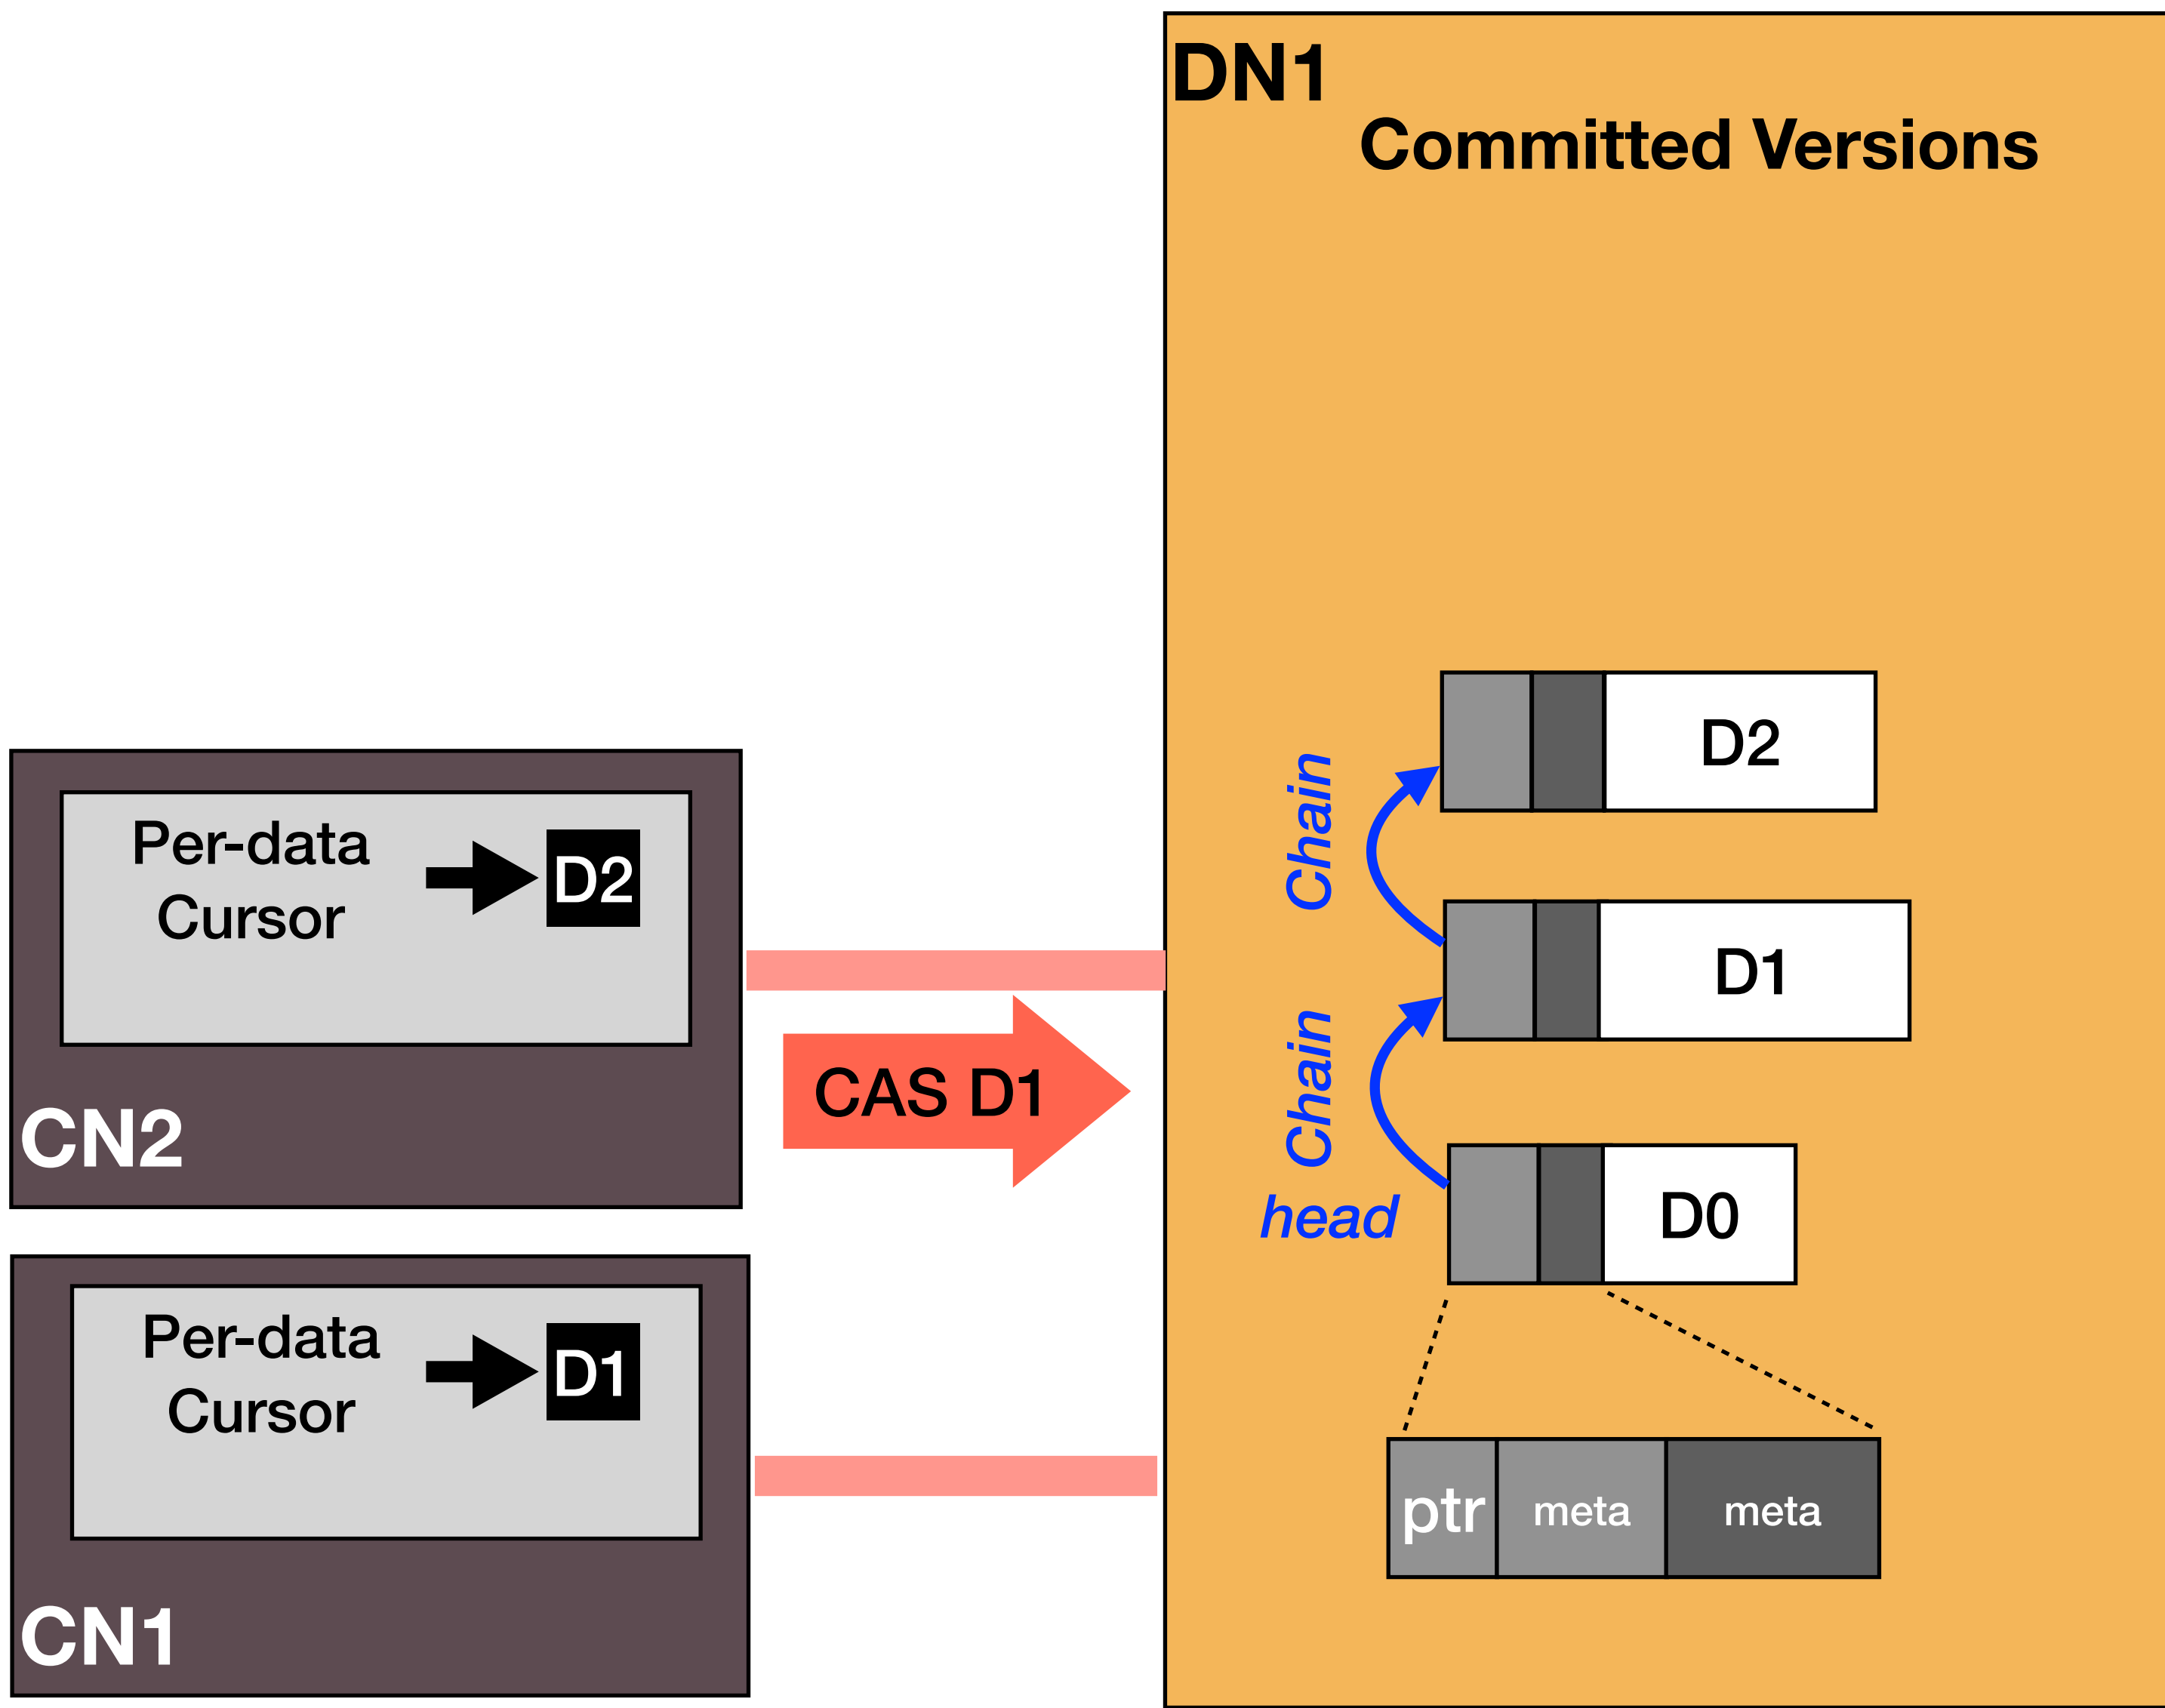 DN1
Committed Versions
D2
Chain
D1
Chain
head
D0
ptr
meta
meta
Per-data
Cursor
D2
CN2
CAS D1
Per-data
Cursor
D1
CN1